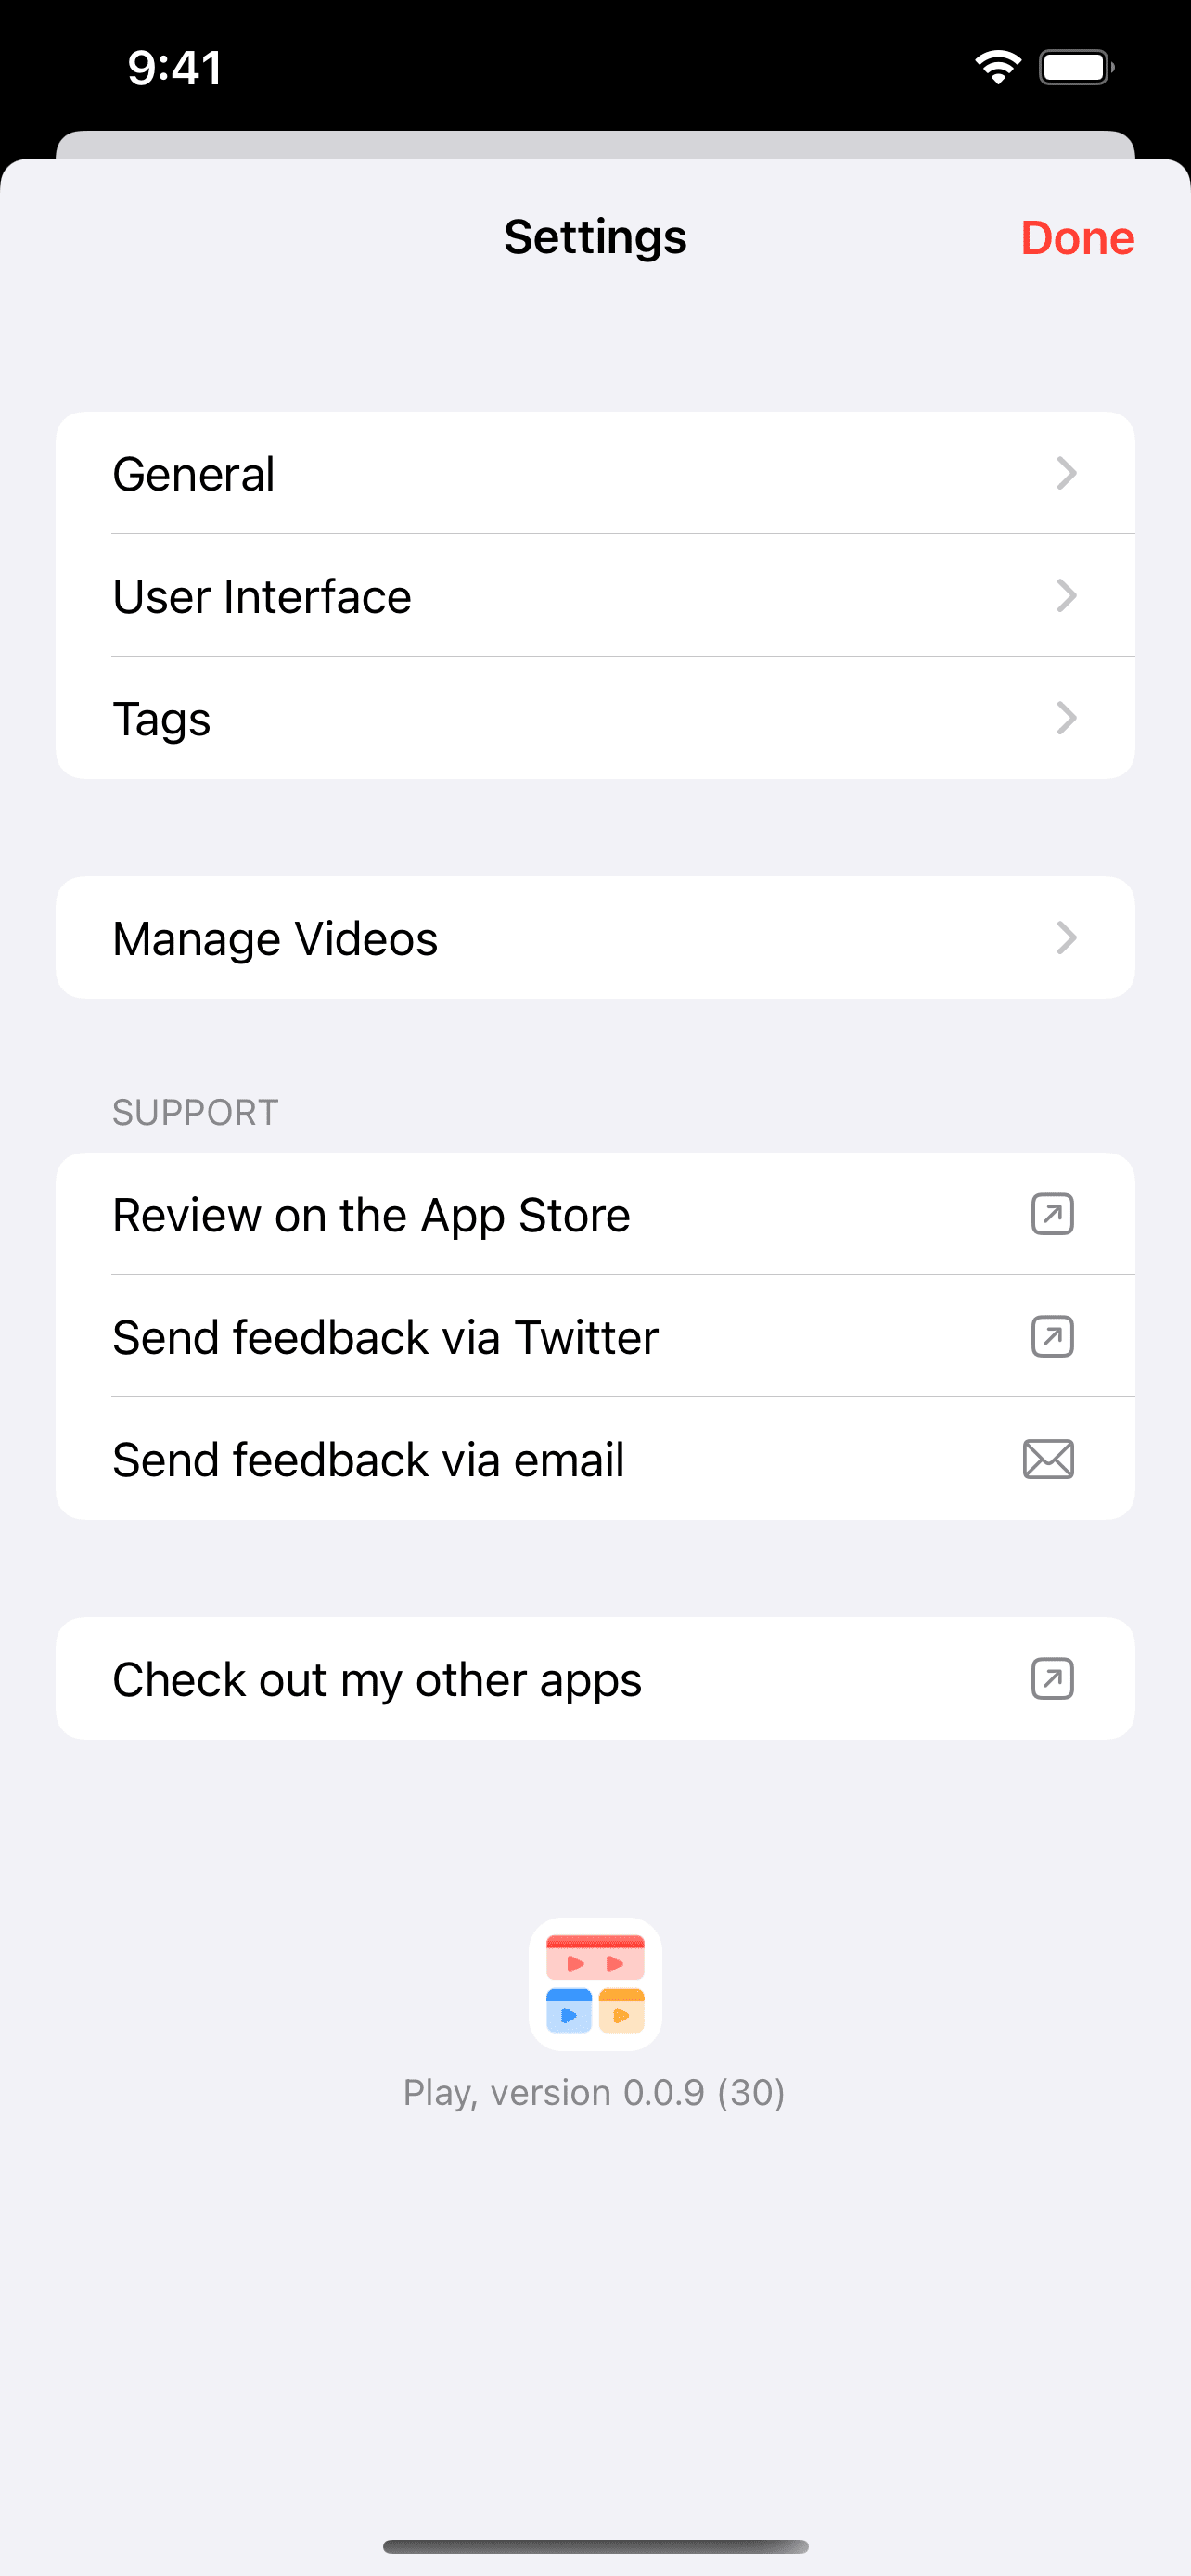 9:41
Settings
Done
General
User Interface
Tags
Manage Videos
SUPPORT
Review on the App Store
Send feedback via Twitter
Send feedback via email
Check out my other apps
Play, version 0.0.9 (30)